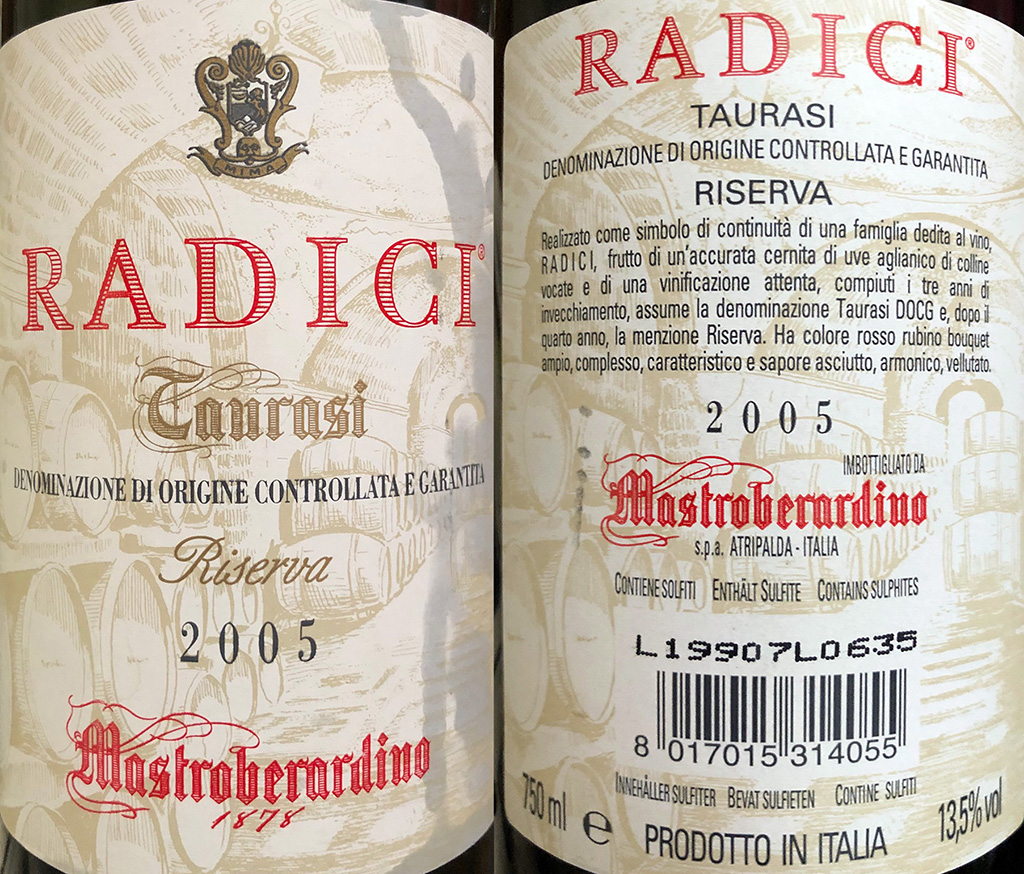 MIMA
RADICI®
Taurasi
DENOMINAZIONE DI ORIGINE CONTROLLATA E GARANTITA
Riserva
2005
Mastroberardino
1878
RADICI®
TAURASI
DENOMINAZIONE DI ORIGINE CONTROLLATA E GARANTITA
RISERVA
Realizzato come simbolo di continuità di una famiglia dedita al vino,
RADICI, frutto di un'accurata cernita di uve aglianico di colline
vocate e di una vinificazione attenta, compiuti i tre anni di
invecchiamento, assume la denominazione Taurasi DOCG e, dopo il
quarto anno, la menzione Riserva. Ha colore rosso rubino bouquet
ampio, complesso, caratteristico e sapore asciutto, armonico, vellutato.
2005
IMBOTTIGLIATO DA
Mastroberardino
s.p.a. ATRIPALDA - ITALIA
CONTIENE SOLFITI ENTHÄLT SULFITE CONTAINS SULPHITES
L19907L0635
8 017015 314055
INNEHÅLLER SULFITER BEVAT SULFIETEN CONTINE SULFITI
750 ml e 13,5% vol
PRODOTTO IN ITALIA